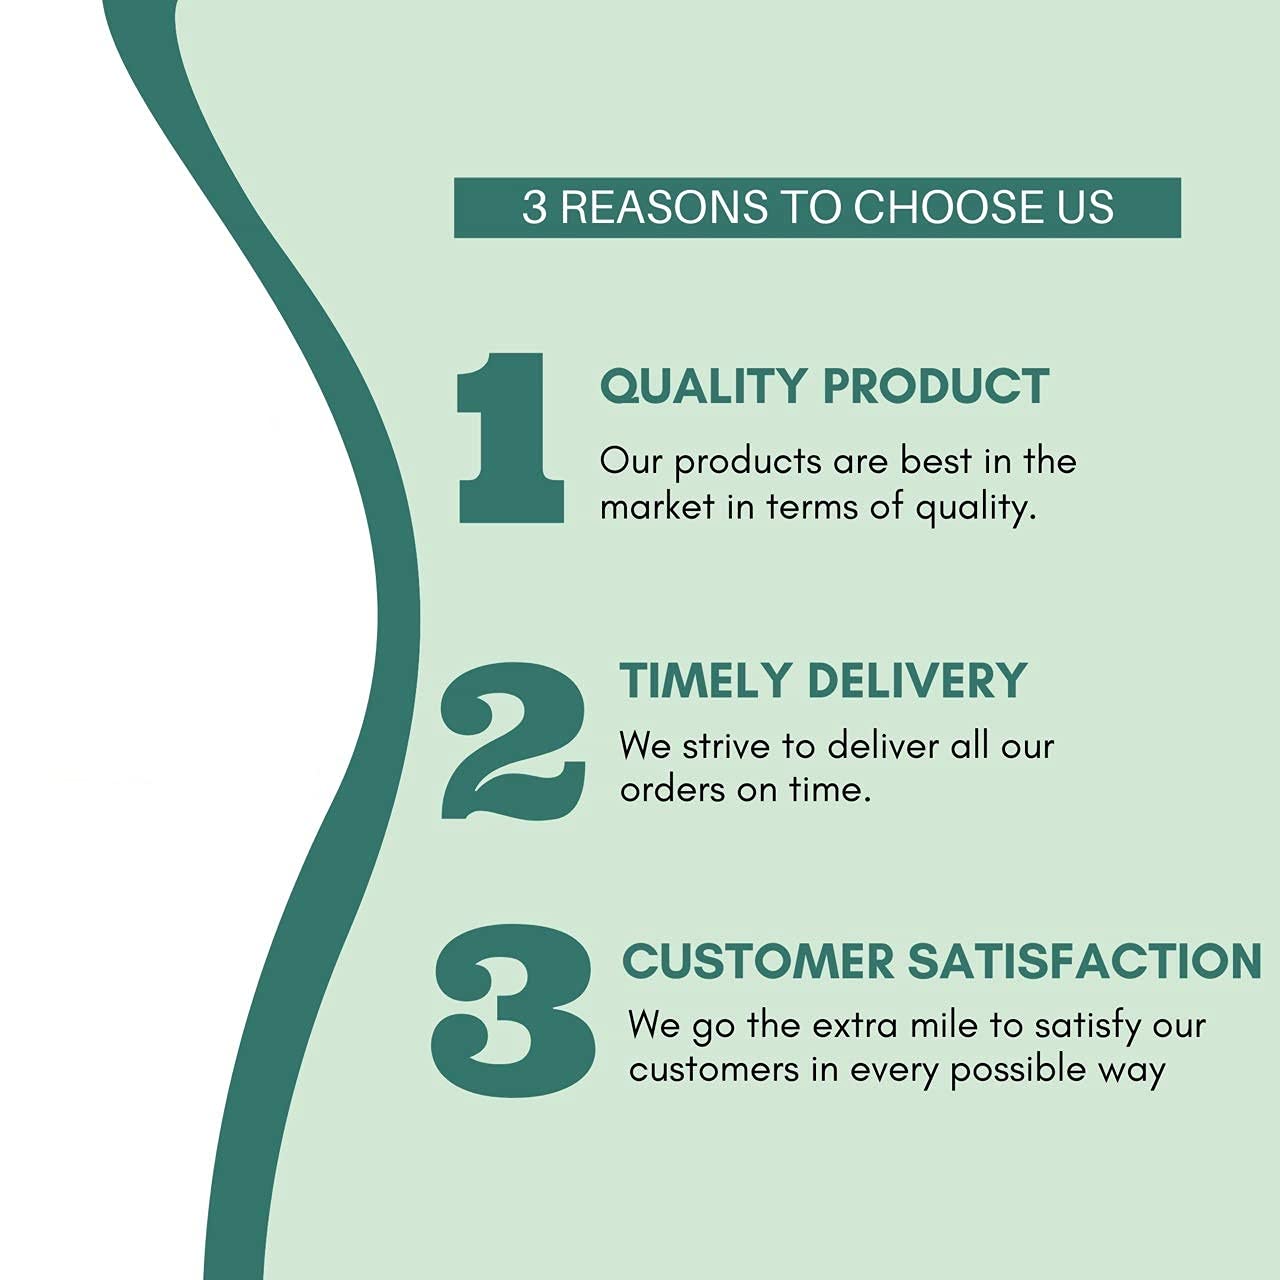 3 REASONS TO CHOOSE US
1
QUALITY PRODUCT
Our products are best in the
market in terms of quality.
2
TIMELY DELIVERY
We strive to deliver all our
orders on time.
3
CUSTOMER SATISFACTION
We go the extra mile to satisfy our
customers in every possible way